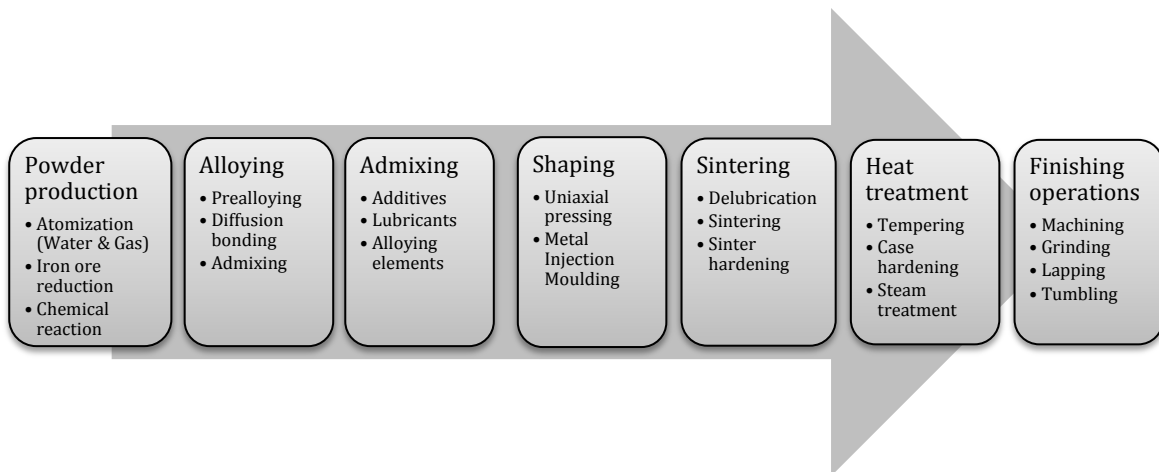 Powder
production
• Atomization
(Water & Gas)
• Iron ore
reduction
• Chemical
reaction
Alloying
• Prealloying
• Diffusion
bonding
• Admixing
Admixing
• Additives
• Lubricants
• Alloying
elements
Shaping
• Uniaxial
pressing
• Metal
Injection
Moulding
Sintering
• Delubrication
• Sintering
• Sinter
hardening
Heat
treatment
• Tempering
• Case
hardening
• Steam
treatment
Finishing
operations
• Machining
• Grinding
• Lapping
• Tumbling